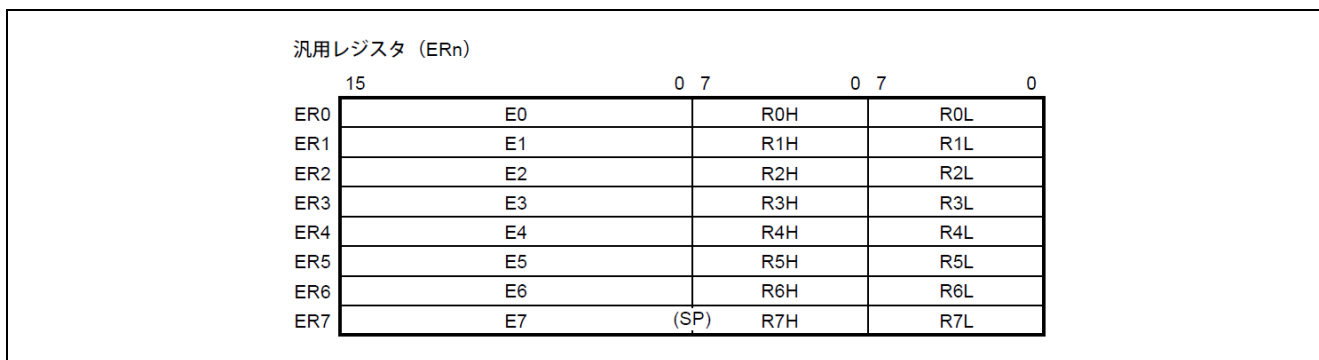 汎用レジスタ（ERn）
15 0 7 0 7 0
ER0 E0 R0H R0L
ER1 E1 R1H R1L
ER2 E2 R2H R2L
ER3 E3 R3H R3L
ER4 E4 R4H R4L
ER5 E5 R5H R5L
ER6 E6 R6H R6L
ER7 E7 (SP) R7H R7L